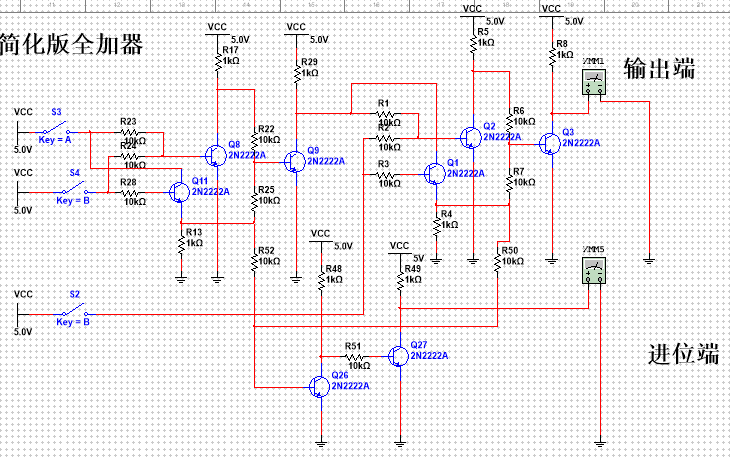 简化版全加器
输出端
进位端
VCC
5.0V
R17
1kΩ
VCC
5.0V
R29
1kΩ
VCC
5.0V
R5
1kΩ
VCC
5.0V
R8
1kΩ
XMM1
VCC
5.0V
S3
Key = A
R23
10kΩ
R24
10kΩ
Q8
2N2222A
R22
10kΩ
Q9
2N2222A
R1
10kΩ
R2
10kΩ
R3
10kΩ
Q2
2N2222A
R6
10kΩ
Q3
2N2222A
VCC
5.0V
S4
Key = B
R28
10kΩ
Q11
2N2222A
R25
10kΩ
Q1
2N2222A
R7
10kΩ
R13
1kΩ
R52
10kΩ
VCC
5.0V
R48
1kΩ
VCC
5V
R49
1kΩ
R4
1kΩ
R50
10kΩ
XMM5
VCC
5.0V
S2
Key = B
R51
10kΩ
Q27
2N2222A
Q26
2N2222A